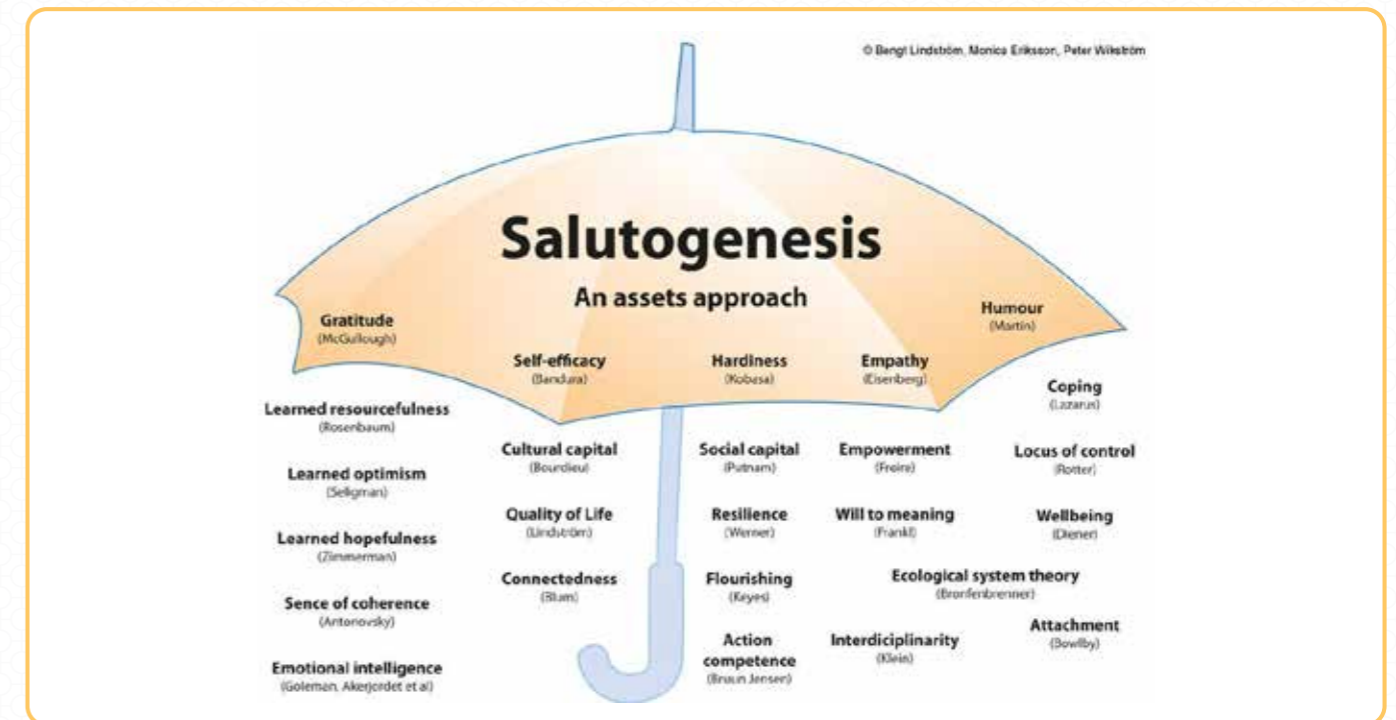 © Bengt Lindström, Monica Eriksson, Peter Wikström
Salutogenesis
An assets approach
Gratitude
(McGullough)
Humour
(Martin)
Self-efficacy
(Bandura)
Hardiness
(Kobasa)
Empathy
(Eisenberg)
Coping
(Lazarus)
Learned resourcefulness
(Rosenbaum)
Cultural capital
(Bourdieu)
Social capital
(Putnam)
Empowerment
(Freire)
Locus of control
(Rotter)
Learned optimism
(Seligman)
Quality of Life
(Lindström)
Resilience
(Werner)
Will to meaning
(Frankl)
Wellbeing
(Diener)
Learned hopefulness
(Zimmerman)
Connectedness
(Blum)
Flourishing
(Keyes)
Ecological system theory
(Bronfenbrenner)
Sence of coherence
(Antonovsky)
Action
competence
(Bruun Jensen)
Interdiciplinarity
(Klein)
Attachment
(Bowlby)
Emotional intelligence
(Goleman, Akerjordet et al)